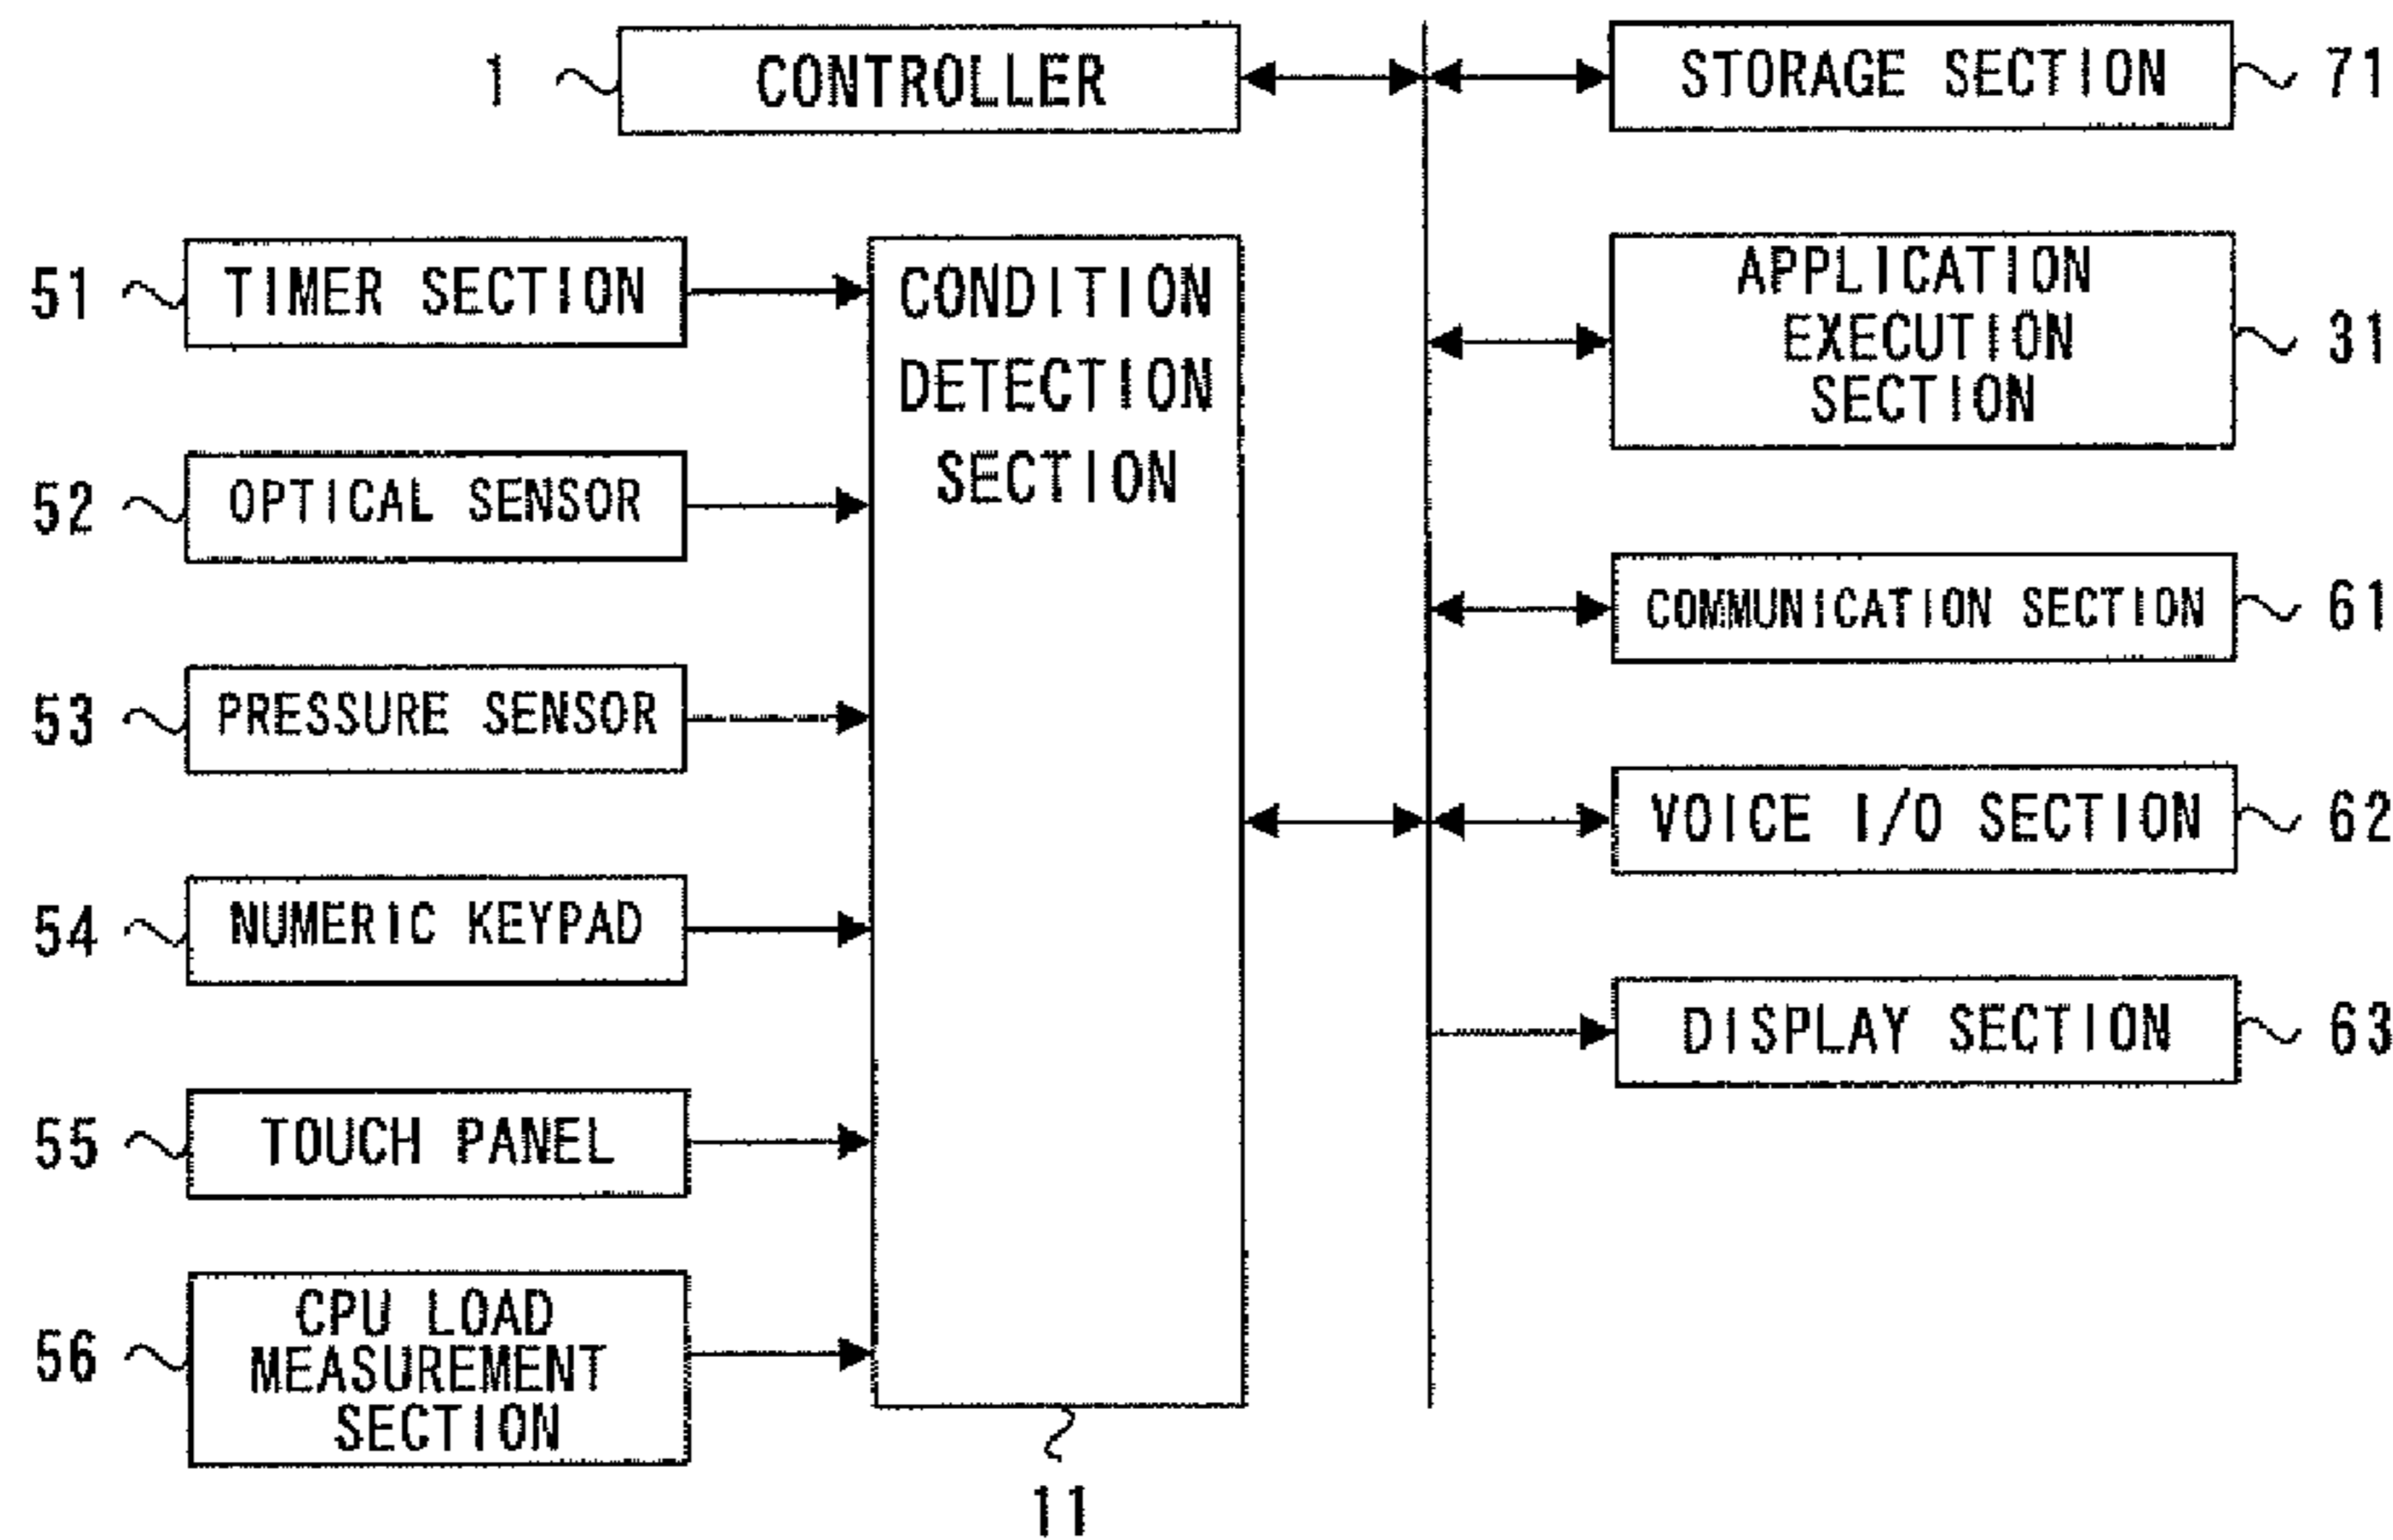 1 CONTROLLER
STORAGE SECTION 71
51 TIMER SECTION
52 OPTICAL SENSOR
53 PRESSURE SENSOR
54 NUMERIC KEYPAD
55 TOUCH PANEL
56 CPU LOAD
MEASUREMENT
SECTION
CONDITION
DETECTION
SECTION
11
APPLICATION
EXECUTION 31
SECTION
COMMUNICATION SECTION 61
VOICE I/O SECTION 62
DISPLAY SECTION 63